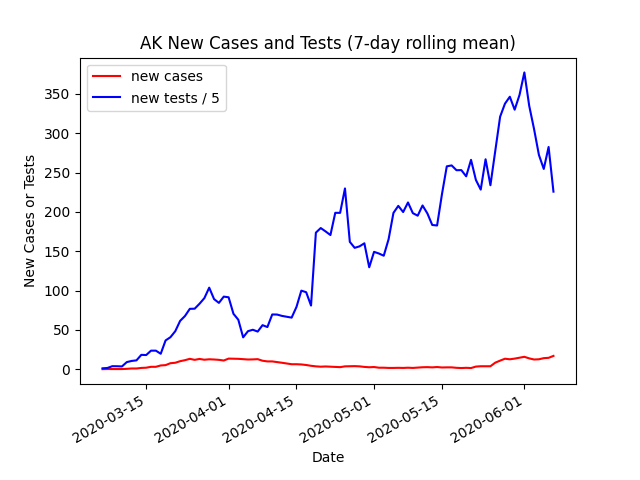 AK New Cases and Tests (7-day rolling mean)
new cases
new tests / 5
350
300
250
200
150
100
50
0
New Cases or Tests
2020-03-15
2020-04-01
2020-04-15
2020-05-01
2020-05-15
2020-06-01
Date